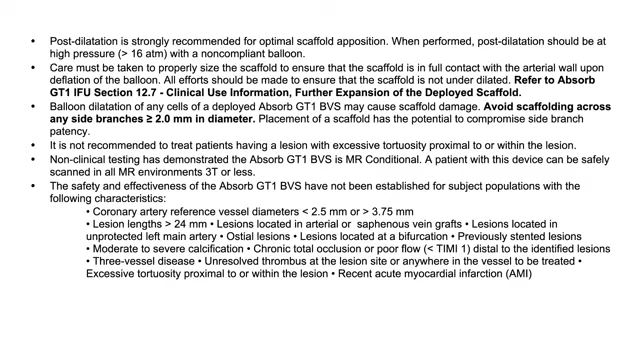 • Post-dilatation is strongly recommended for optimal scaffold apposition. When performed, post-dilatation should be at
high pressure (> 16 atm) with a noncompliant balloon.
• Care must be taken to properly size the scaffold to ensure that the scaffold is in full contact with the arterial wall upon
deflation of the balloon. All efforts should be made to ensure that the scaffold is not under dilated. Refer to Absorb
GT1 IFU Section 12.7 - Clinical Use Information, Further Expansion of the Deployed Scaffold.
• Balloon dilatation of any cells of a deployed Absorb GT1 BVS may cause scaffold damage. Avoid scaffolding across
any side branches ≥ 2.0 mm in diameter. Placement of a scaffold has the potential to compromise side branch
patency.
• It is not recommended to treat patients having a lesion with excessive tortuosity proximal to or within the lesion.
• Non-clinical testing has demonstrated the Absorb GT1 BVS is MR Conditional. A patient with this device can be safely
scanned in all MR environments 3T or less.
• The safety and effectiveness of the Absorb GT1 BVS have not been established for subject populations with the
following characteristics:
• Coronary artery reference vessel diameters < 2.5 mm or > 3.75 mm
• Lesion lengths > 24 mm • Lesions located in arterial or saphenous vein grafts • Lesions located in
unprotected left main artery • Ostial lesions • Lesions located at a bifurcation • Previously stented lesions
• Moderate to severe calcification • Chronic total occlusion or poor flow (< TIMI 1) distal to the identified lesions
• Three-vessel disease • Unresolved thrombus at the lesion site or anywhere in the vessel to be treated •
Excessive tortuosity proximal to or within the lesion • Recent acute myocardial infarction (AMI)